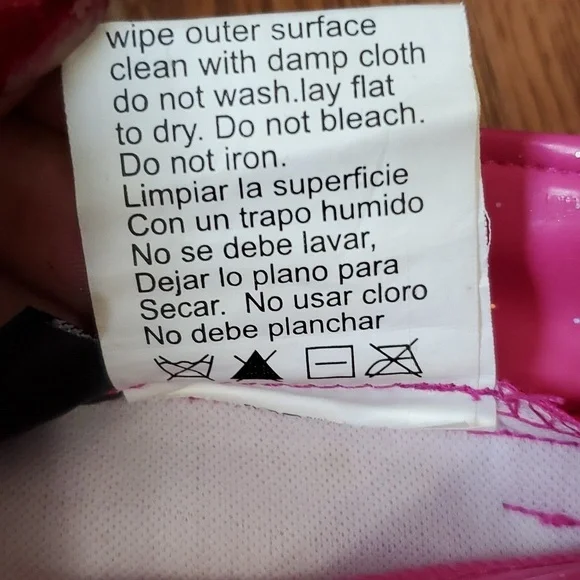 wipe outer surface
clean with damp cloth
do not wash.lay flat
to dry. Do not bleach.
Do not iron.
Limpiar la superficie
Con un trapo humido
No se debe lavar,
Dejar lo plano para
Secar. No usar cloro
No debe planchar